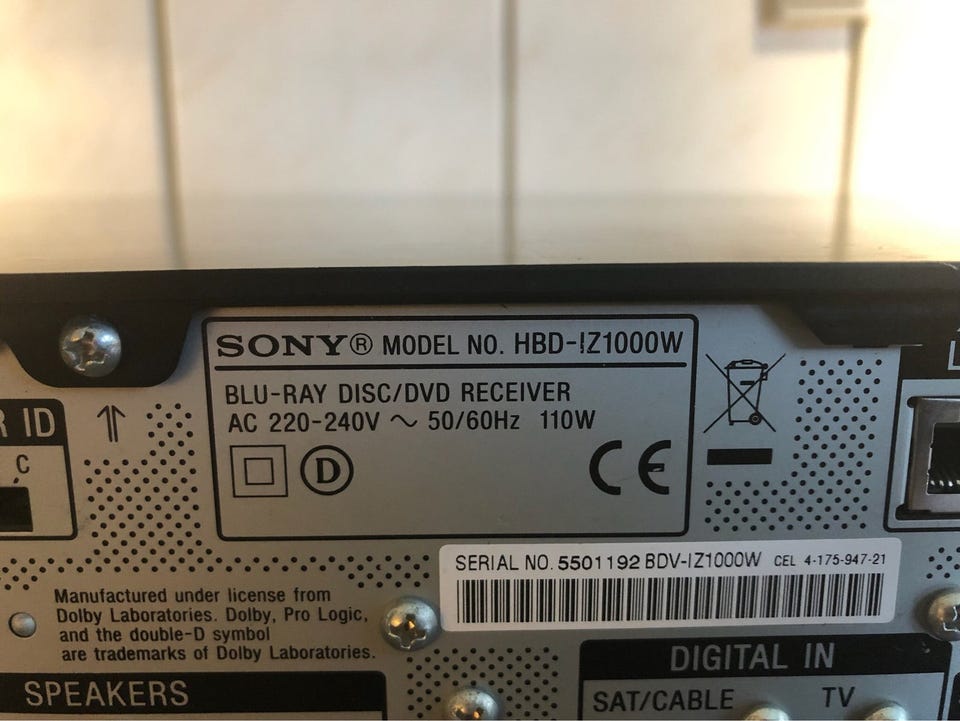 SONY® MODEL NO. HBD-IZ1000W
BLU-RAY DISC/DVD RECEIVER
AC 220-240V ~ 50/60Hz 110W
D
CE
R ID
C
SERIAL NO. 5501192 BDV-IZ1000W CEL 4-175-947-21
Manufactured under license from
Dolby Laboratories. Dolby, Pro Logic,
and the double-D symbol
are trademarks of Dolby Laboratories.
DIGITAL IN
SPEAKERS
SAT/CABLE TV